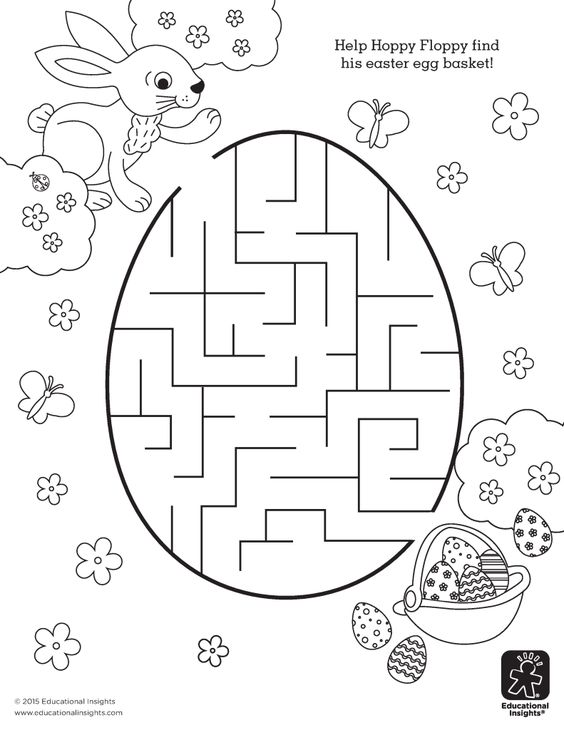 Help Hoppy Floppy find
his easter egg basket!
© 2015 Educational Insights
www.educationalinsights.com
Educational
Insights®